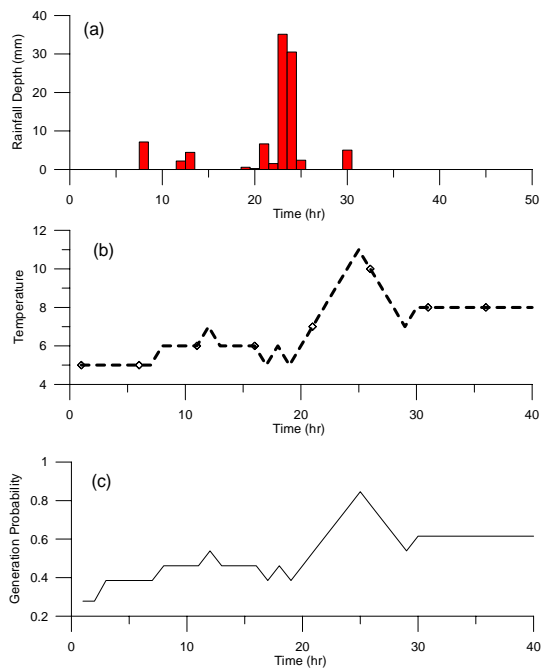 (a)
Rainfall Depth (mm)
40
30
20
10
0
0 10 20 30 40 50
Time (hr)
(b)
Temperature
12
10
8
6
4
0 10 20 30 40
Time (hr)
(c)
Generation Probability
1
0.8
0.6
0.4
0.2
0 10 20 30 40
Time (hr)